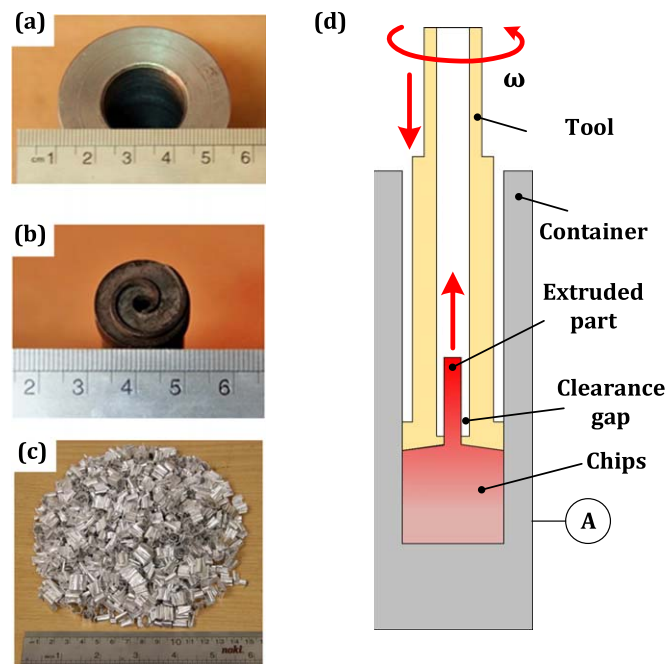 (a)
cm 1 2 3 4 5 6
(b)
2 3 4 5 6
(c)
10
(d)
ω
Tool
Container
Extruded
part
Clearance
gap
Chips
A